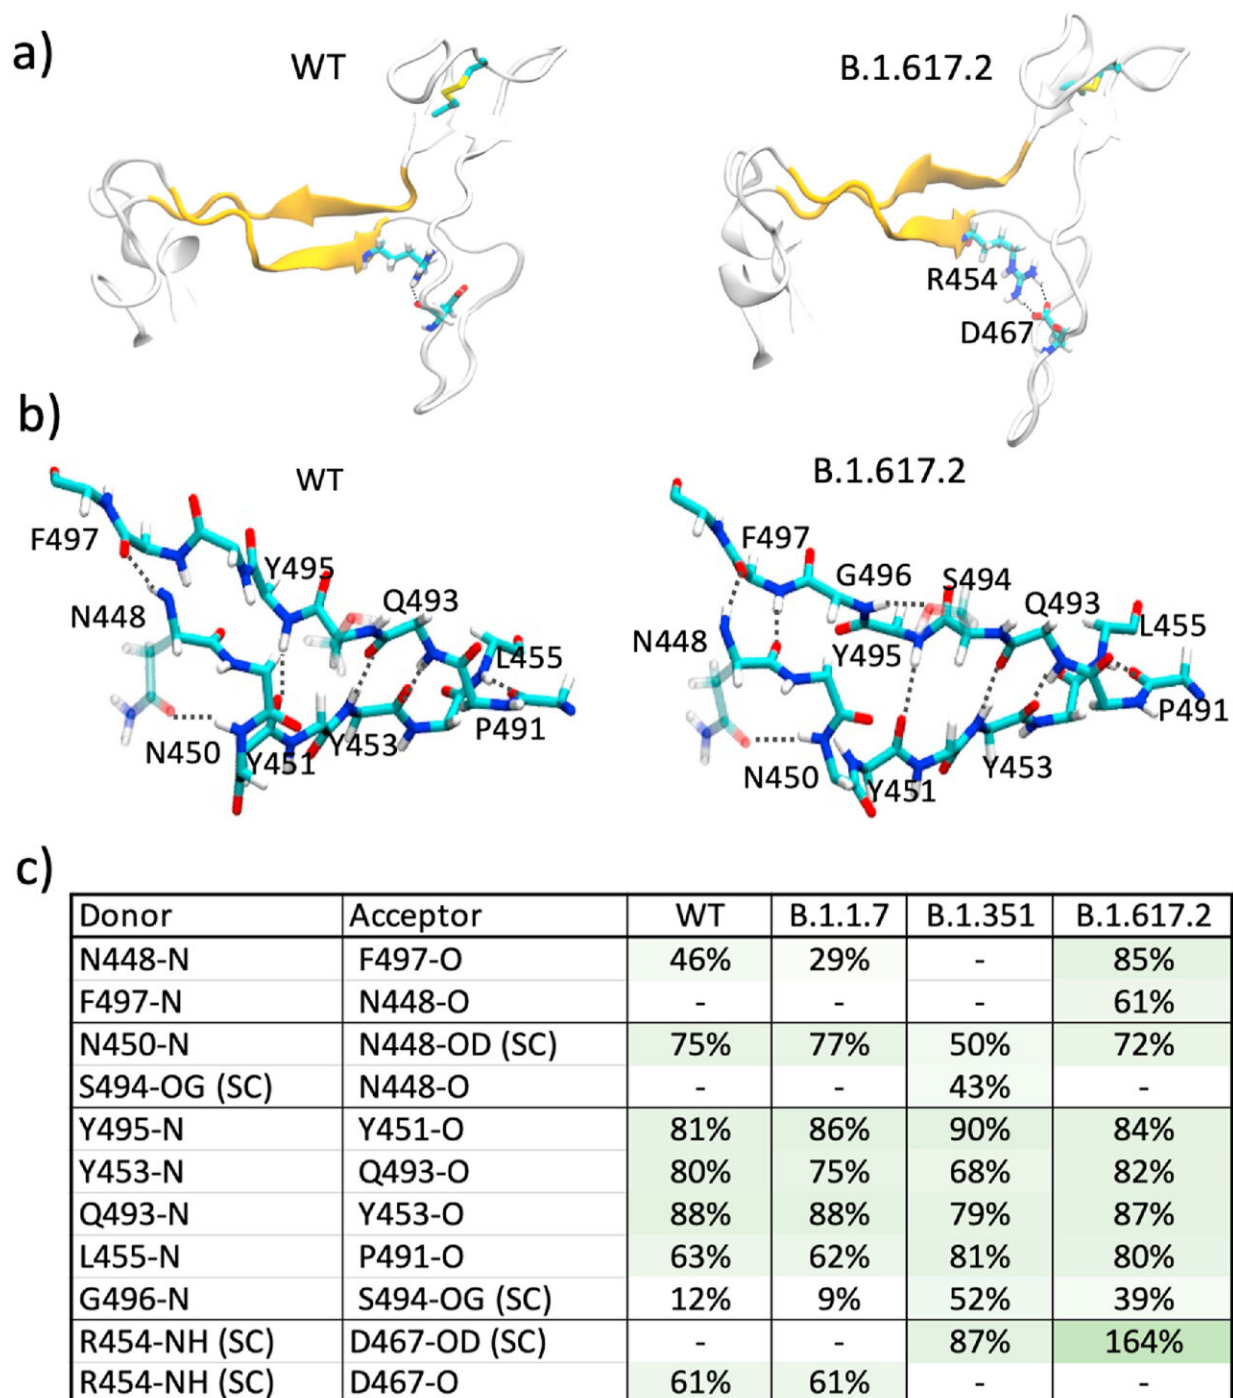 a)
WT
B.1.617.2
R454
D467
b)
WT
B.1.617.2
F497
Y495
Q493
N448
L455
P491
N450
Y451
Y453
F497
G496
S494
Q493
L455
N448
Y495
P491
N450
Y451
Y453
c)
Donor Acceptor WT B.1.1.7 B.1.351 B.1.617.2
N448-N F497-O 46% 29% - 85%
F497-N N448-O - - - 61%
N450-N N448-OD (SC) 75% 77% 50% 72%
S494-OG (SC) N448-O - - 43% -
Y495-N Y451-O 81% 86% 90% 84%
Y453-N Q493-O 80% 75% 68% 82%
Q493-N Y453-O 88% 88% 79% 87%
L455-N P491-O 63% 62% 81% 80%
G496-N S494-OG (SC) 12% 9% 52% 39%
R454-NH (SC) D467-OD (SC) - - 87% 164%
R454-NH (SC) D467-O 61% 61% - -